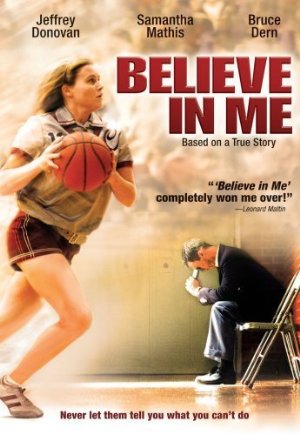 Jeffrey Donovan
Samantha Mathis
Bruce Dern
BELIEVE
IN ME
Based on a True Story
“‘Believe in Me’
completely won me over!”
—Leonard Maltin
Never let them tell you what you can’t do